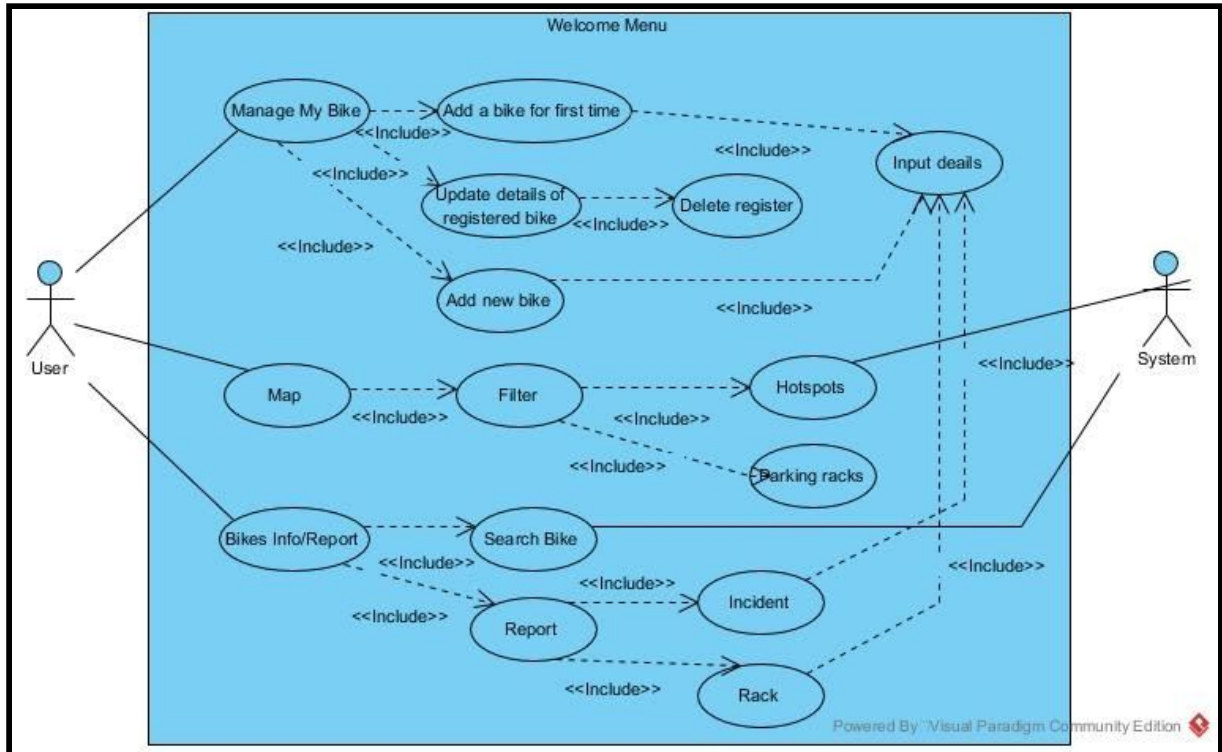 Welcome Menu
Manage My Bike
Add a bike for first time
<<Include>>
<<Include>>
Input deails
<<Include>>
Update details of
registered bike
Delete register
<<Include>>
<<Include>>
Add new bike
<<Include>>
User
System
<<Include>>
Map
Filter
Hotspots
<<Include>>
<<Include>>
<<Include>>
Parking racks
Bikes Info/Report
Search Bike
<<Include>>
<<Include>>
<<Include>>
Incident
<<Include>>
Report
<<Include>>
Rack
Powered By Visual Paradigm Community Edition